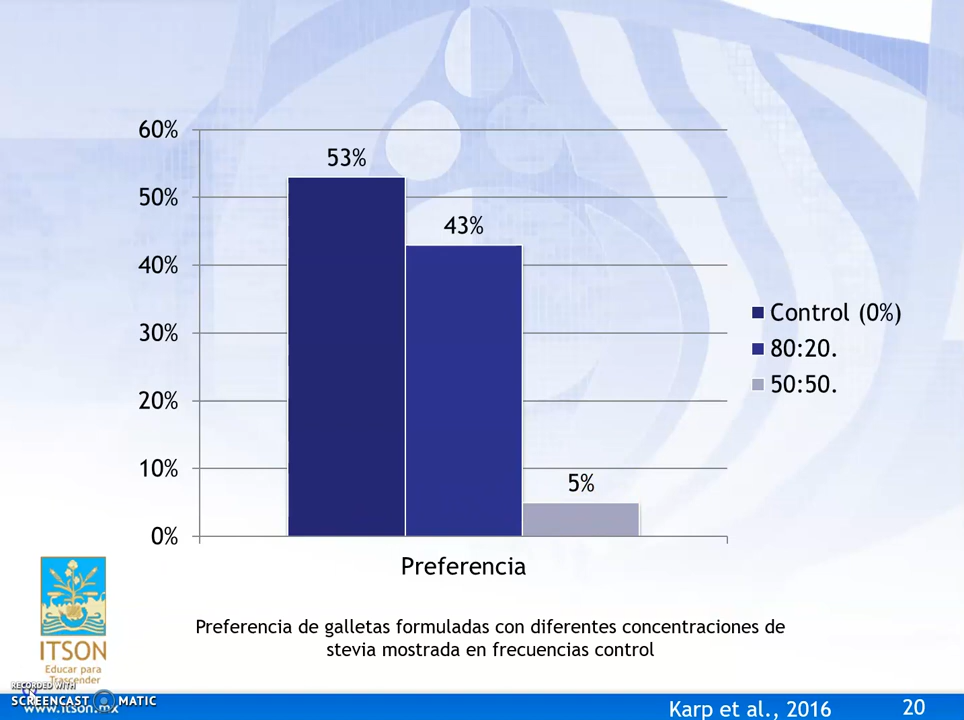 60%
53%
50%
43%
40%
30%
20%
10%
5%
0%
Preferencia
Control (0%)
80:20.
50:50.
Preferencia de galletas formuladas con diferentes concentraciones de
stevia mostrada en frecuencias control
ITSON
Educar para
Trascender
RECORDED WITH
SCREENCAST MATIC
www.itson.mx
Karp et al., 2016
20